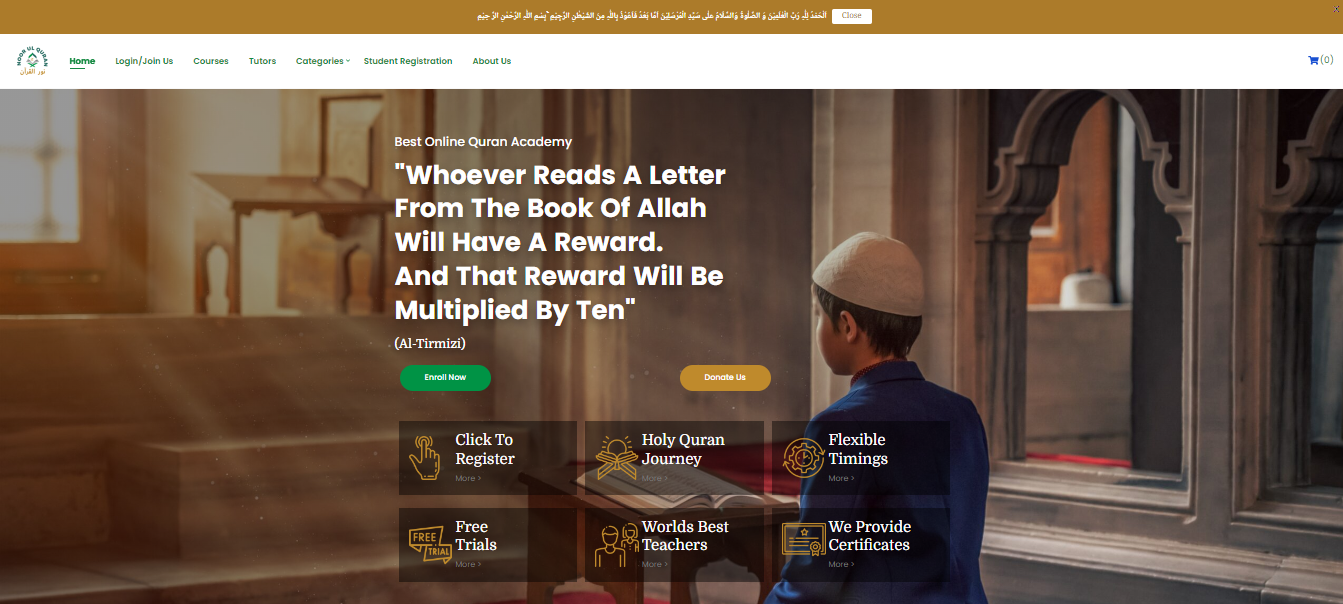 اَلْحَمْدُ لِلّٰہِ رَبِّ الْعٰلَمِیْنَ وَ الصَّلٰوۃُ وَالسَّلَامُ علٰی سَیِّدِ الْمُرْسَلِیْنَ اَمَّا بَعْدُ فَاَعُوْذُ بِاللّٰہِ مِنَ الشَّیْطٰنِ الرَّجِیْمِ ؕبِسْمِ اللّٰہِ الرَّحْمٰنِ الرَّ حِیْمِ
Close
NOOR UL QURAN
نور القرآن
Home
Login/Join Us
Courses
Tutors
Categories
Student Registration
About Us
(0)
Best Online Quran Academy
"Whoever Reads A Letter
From The Book Of Allah
Will Have A Reward.
And That Reward Will Be
Multiplied By Ten"
(Al-Tirmizi)
Enroll Now
Donate Us
Click To
Register
More >
Holy Quran
Journey
More >
Flexible
Timings
More >
FREE
TRIAL
Free
Trials
More >
Worlds Best
Teachers
More >
We Provide
Certificates
More >